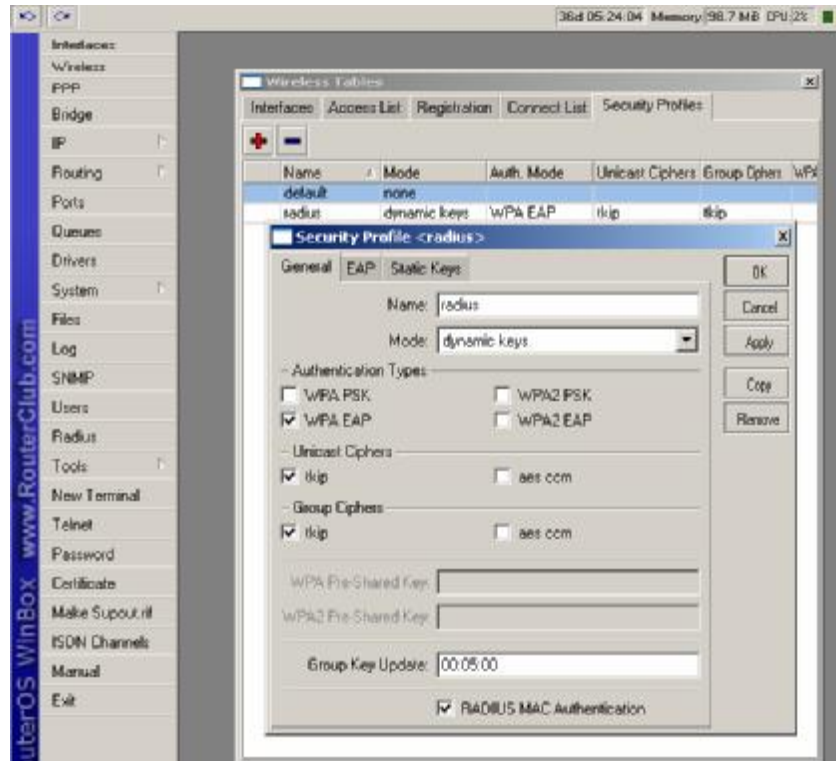 36d 05:24:04 Memory: 98.7 MiB CPU: 2%
Interfaces
Wireless
PPP
Bridge
IP
Routing
Ports
Queues
Drivers
System
Files
Log
SNMP
Users
Radius
Tools
New Terminal
Telnet
Password
Certificate
Make Supout.rif
ISDN Channels
Manual
Exit
uterOS WinBox www.RouterClub.com
Wireless Tables
Interfaces Access List Registration Connect List Security Profiles
Name Mode Auth. Mode Unicast Ciphers Group Ciphers WPA
default none
radius dynamic keys WPA EAP tkip tkip
Security Profile <radius>
General EAP Static Keys
Name: radius
Mode: dynamic keys
Authentication Types
WPA PSK WPA2 PSK
WPA EAP WPA2 EAP
Unicast Ciphers
tkip aes ccm
Group Ciphers
tkip aes ccm
WPA Pre-Shared Key:
WPA2 Pre-Shared Key:
Group Key Update: 00:05:00
RADIUS MAC Authentication
OK
Cancel
Apply
Copy
Remove